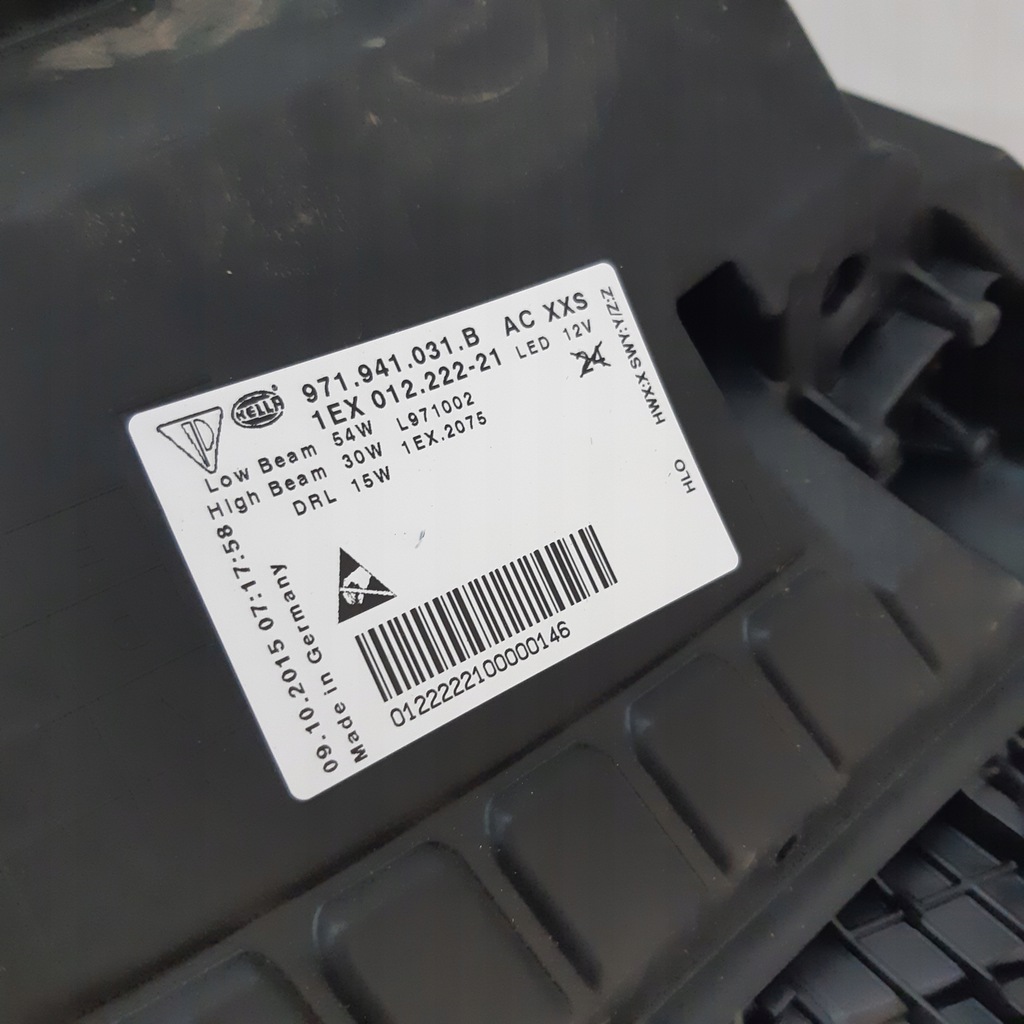 HELLA
971.941.031.B AC XXS
1EX 012.222-21 LED 12V
Low Beam 54W L971002
High Beam 30W 1EX.2075
DRL 15W
24
HWX:X SWY:Y/Z:Z
HLO
09.10.2015 07:17:58
Made in Germany
0122222100000146